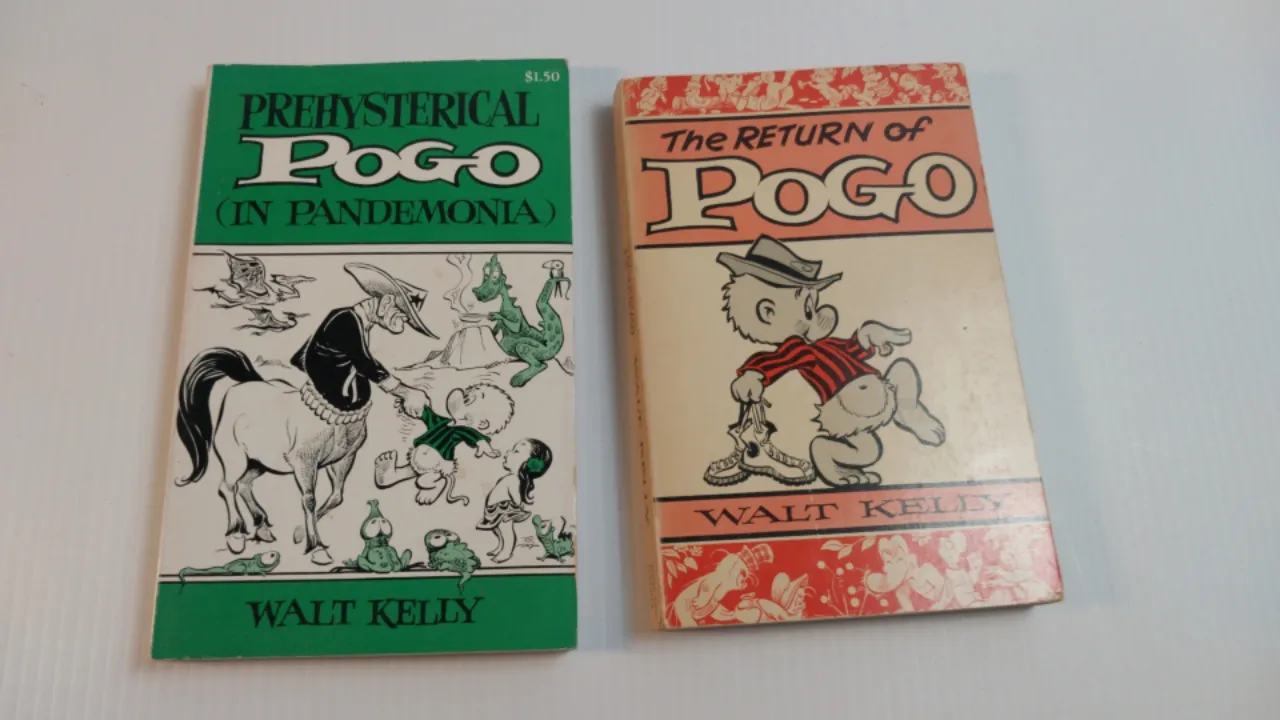 $1.50
PREHYSTERICAL
POGO
(IN PANDEMONIA)
WALT KELLY
The RETURN of
POGO
WALT KELLY